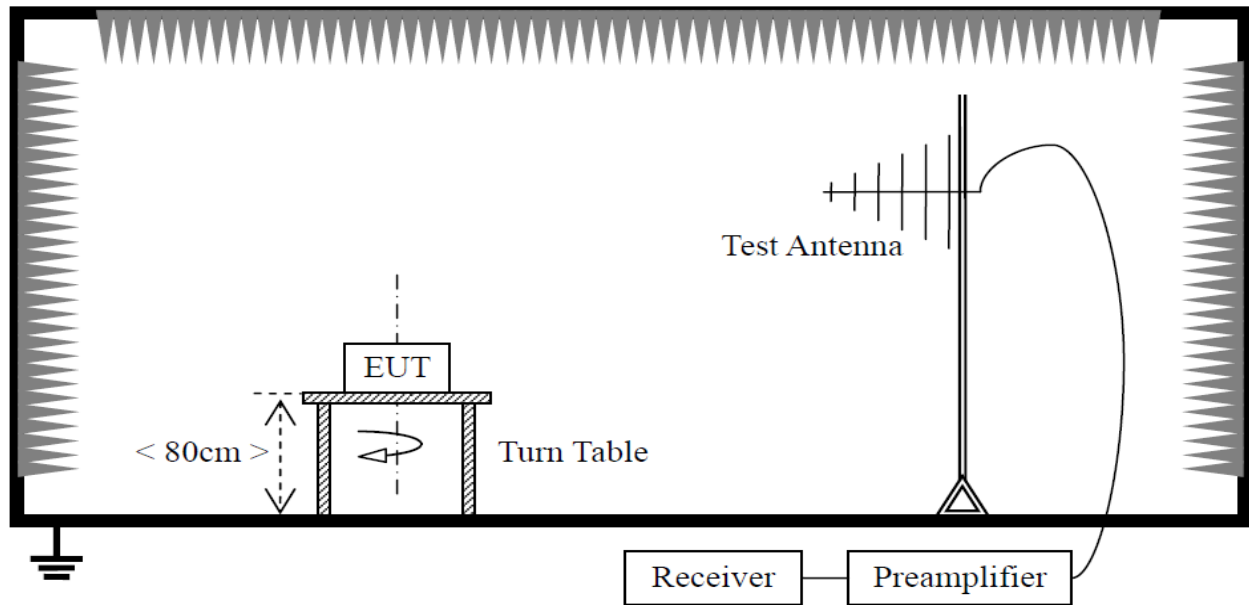 Test Antenna
EUT
< 80cm >
Turn Table
Receiver
Preamplifier